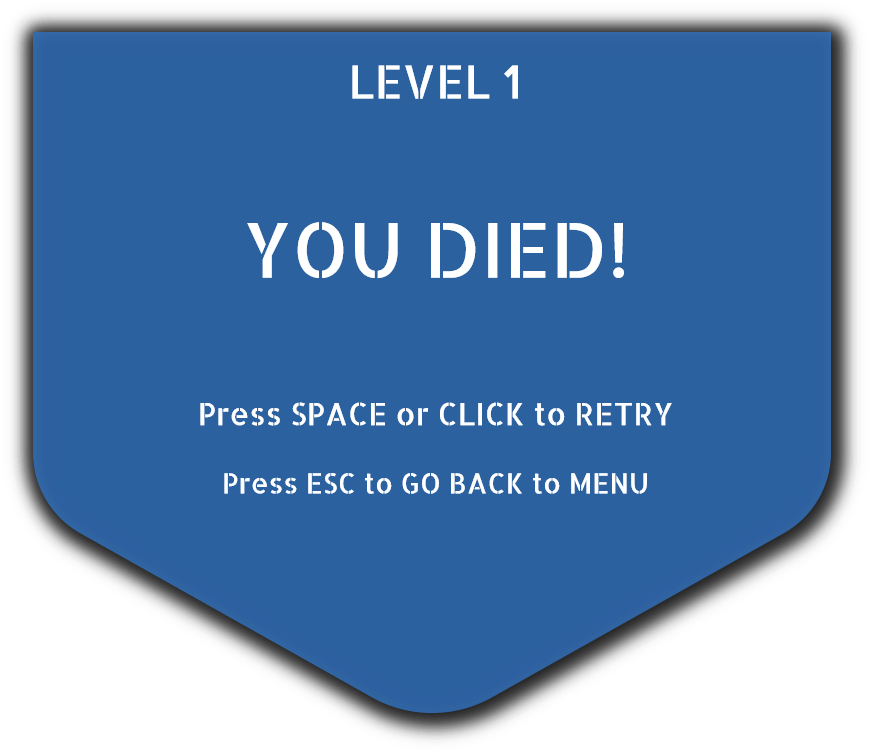 LEVEL 1
YOU DIED!
Press SPACE or CLICK to RETRY
Press ESC to GO BACK to MENU